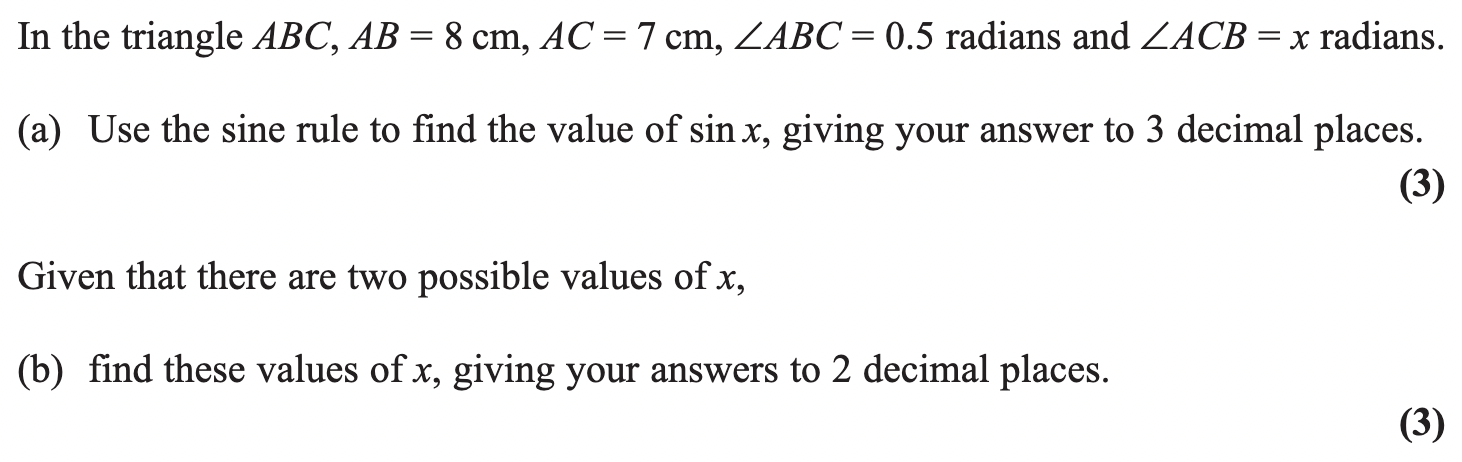 In the triangle ABC, AB = 8 cm, AC = 7 cm, ∠ABC = 0.5 radians and ∠ACB = x radians.
(a) Use the sine rule to find the value of sin x, giving your answer to 3 decimal places.
(3)
Given that there are two possible values of x,
(b) find these values of x, giving your answers to 2 decimal places.
(3)